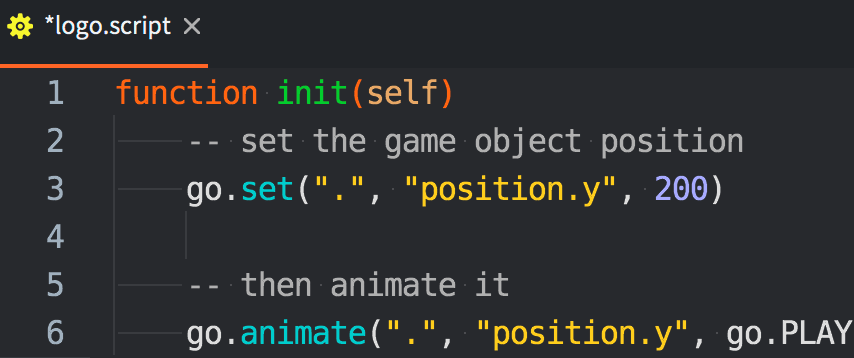 *logo.script ×
1 function init(self)
2 -- set the game object position
3 go.set(".", "position.y", 200)
4
5 -- then animate it
6 go.animate(".", "position.y", go.PLAY